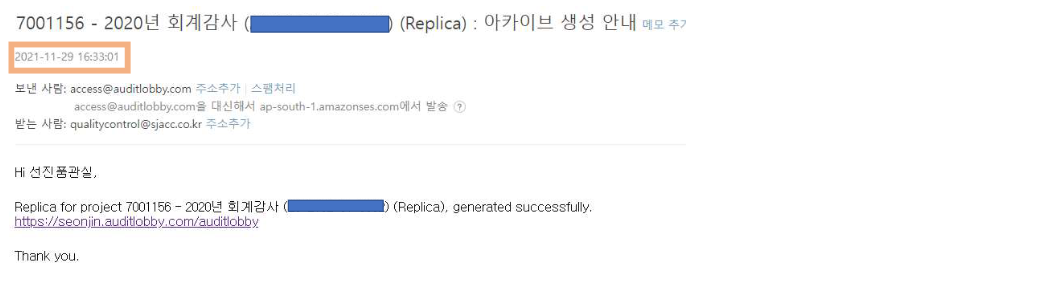 7001156 - 2020년 회계감사 ( ) (Replica) : 아카이브 생성 안내 메모 추가
2021-11-29 16:33:01
보낸 사람: access@auditlobby.com 주소추가 | 스팸처리
access@auditlobby.com을 대신해서 ap-south-1.amazonses.com에서 발송 ?
받는 사람: qualitycontrol@sjacc.co.kr 주소추가
Hi 선진품관실,
Replica for project 7001156 - 2020년 회계감사 ( ) (Replica), generated successfully.
https://seonjin.auditlobby.com/auditlobby
Thank you.